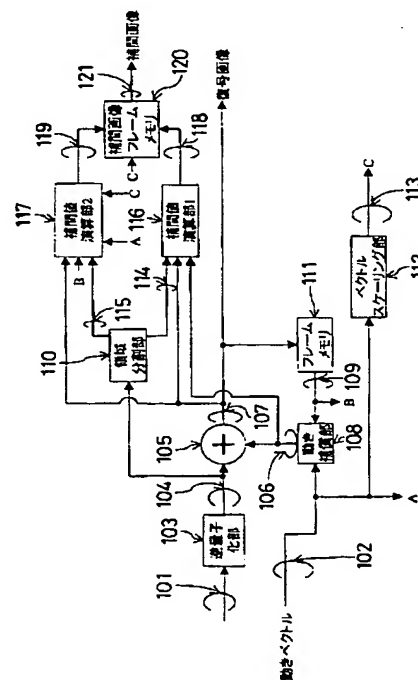 101
動きベクトル
102
逆量子
化部
103
104
105
106
107
動き
補償部
108
109
B
フレーム
メモリ
111
領域
分割部
110
114
115
補間値
演算部1
116
補間値
演算部2
117
A
B
C
118
119
補間画像
フレーム
メモリ
120
C
121
補間画像
復号画像
ベクトル
スケーリング部
112
113
C
A